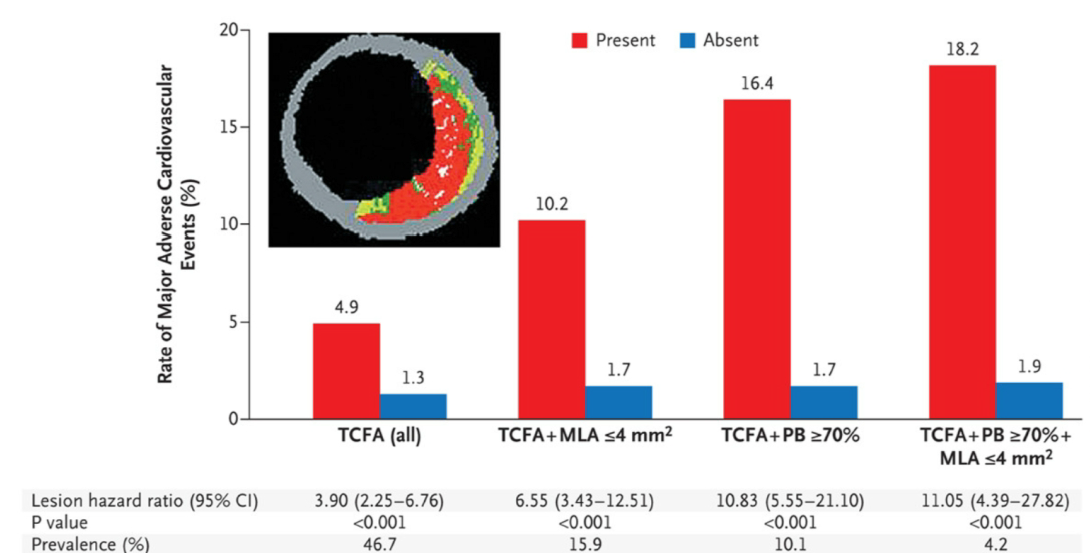 20
Present Absent
18.2
16.4
15
10.2
10
4.9
5
1.3
1.7
1.7
1.9
0
Rate of Major Adverse Cardiovascular
Events (%)
TCFA (all) TCFA+MLA ≤4 mm² TCFA+PB ≥70% TCFA+PB ≥70%+
MLA ≤4 mm²
Lesion hazard ratio (95% CI) 3.90 (2.25–6.76) 6.55 (3.43–12.51) 10.83 (5.55–21.10) 11.05 (4.39–27.82)
P value <0.001 <0.001 <0.001 <0.001
Prevalence (%) 46.7 15.9 10.1 4.2